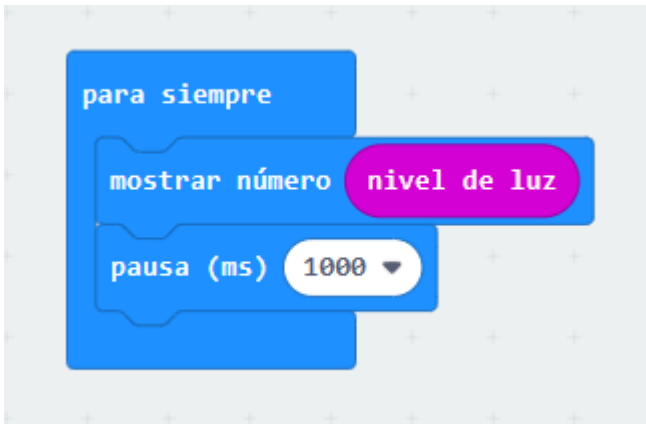 para siempre
mostrar número nivel de luz
pausa (ms) 1000